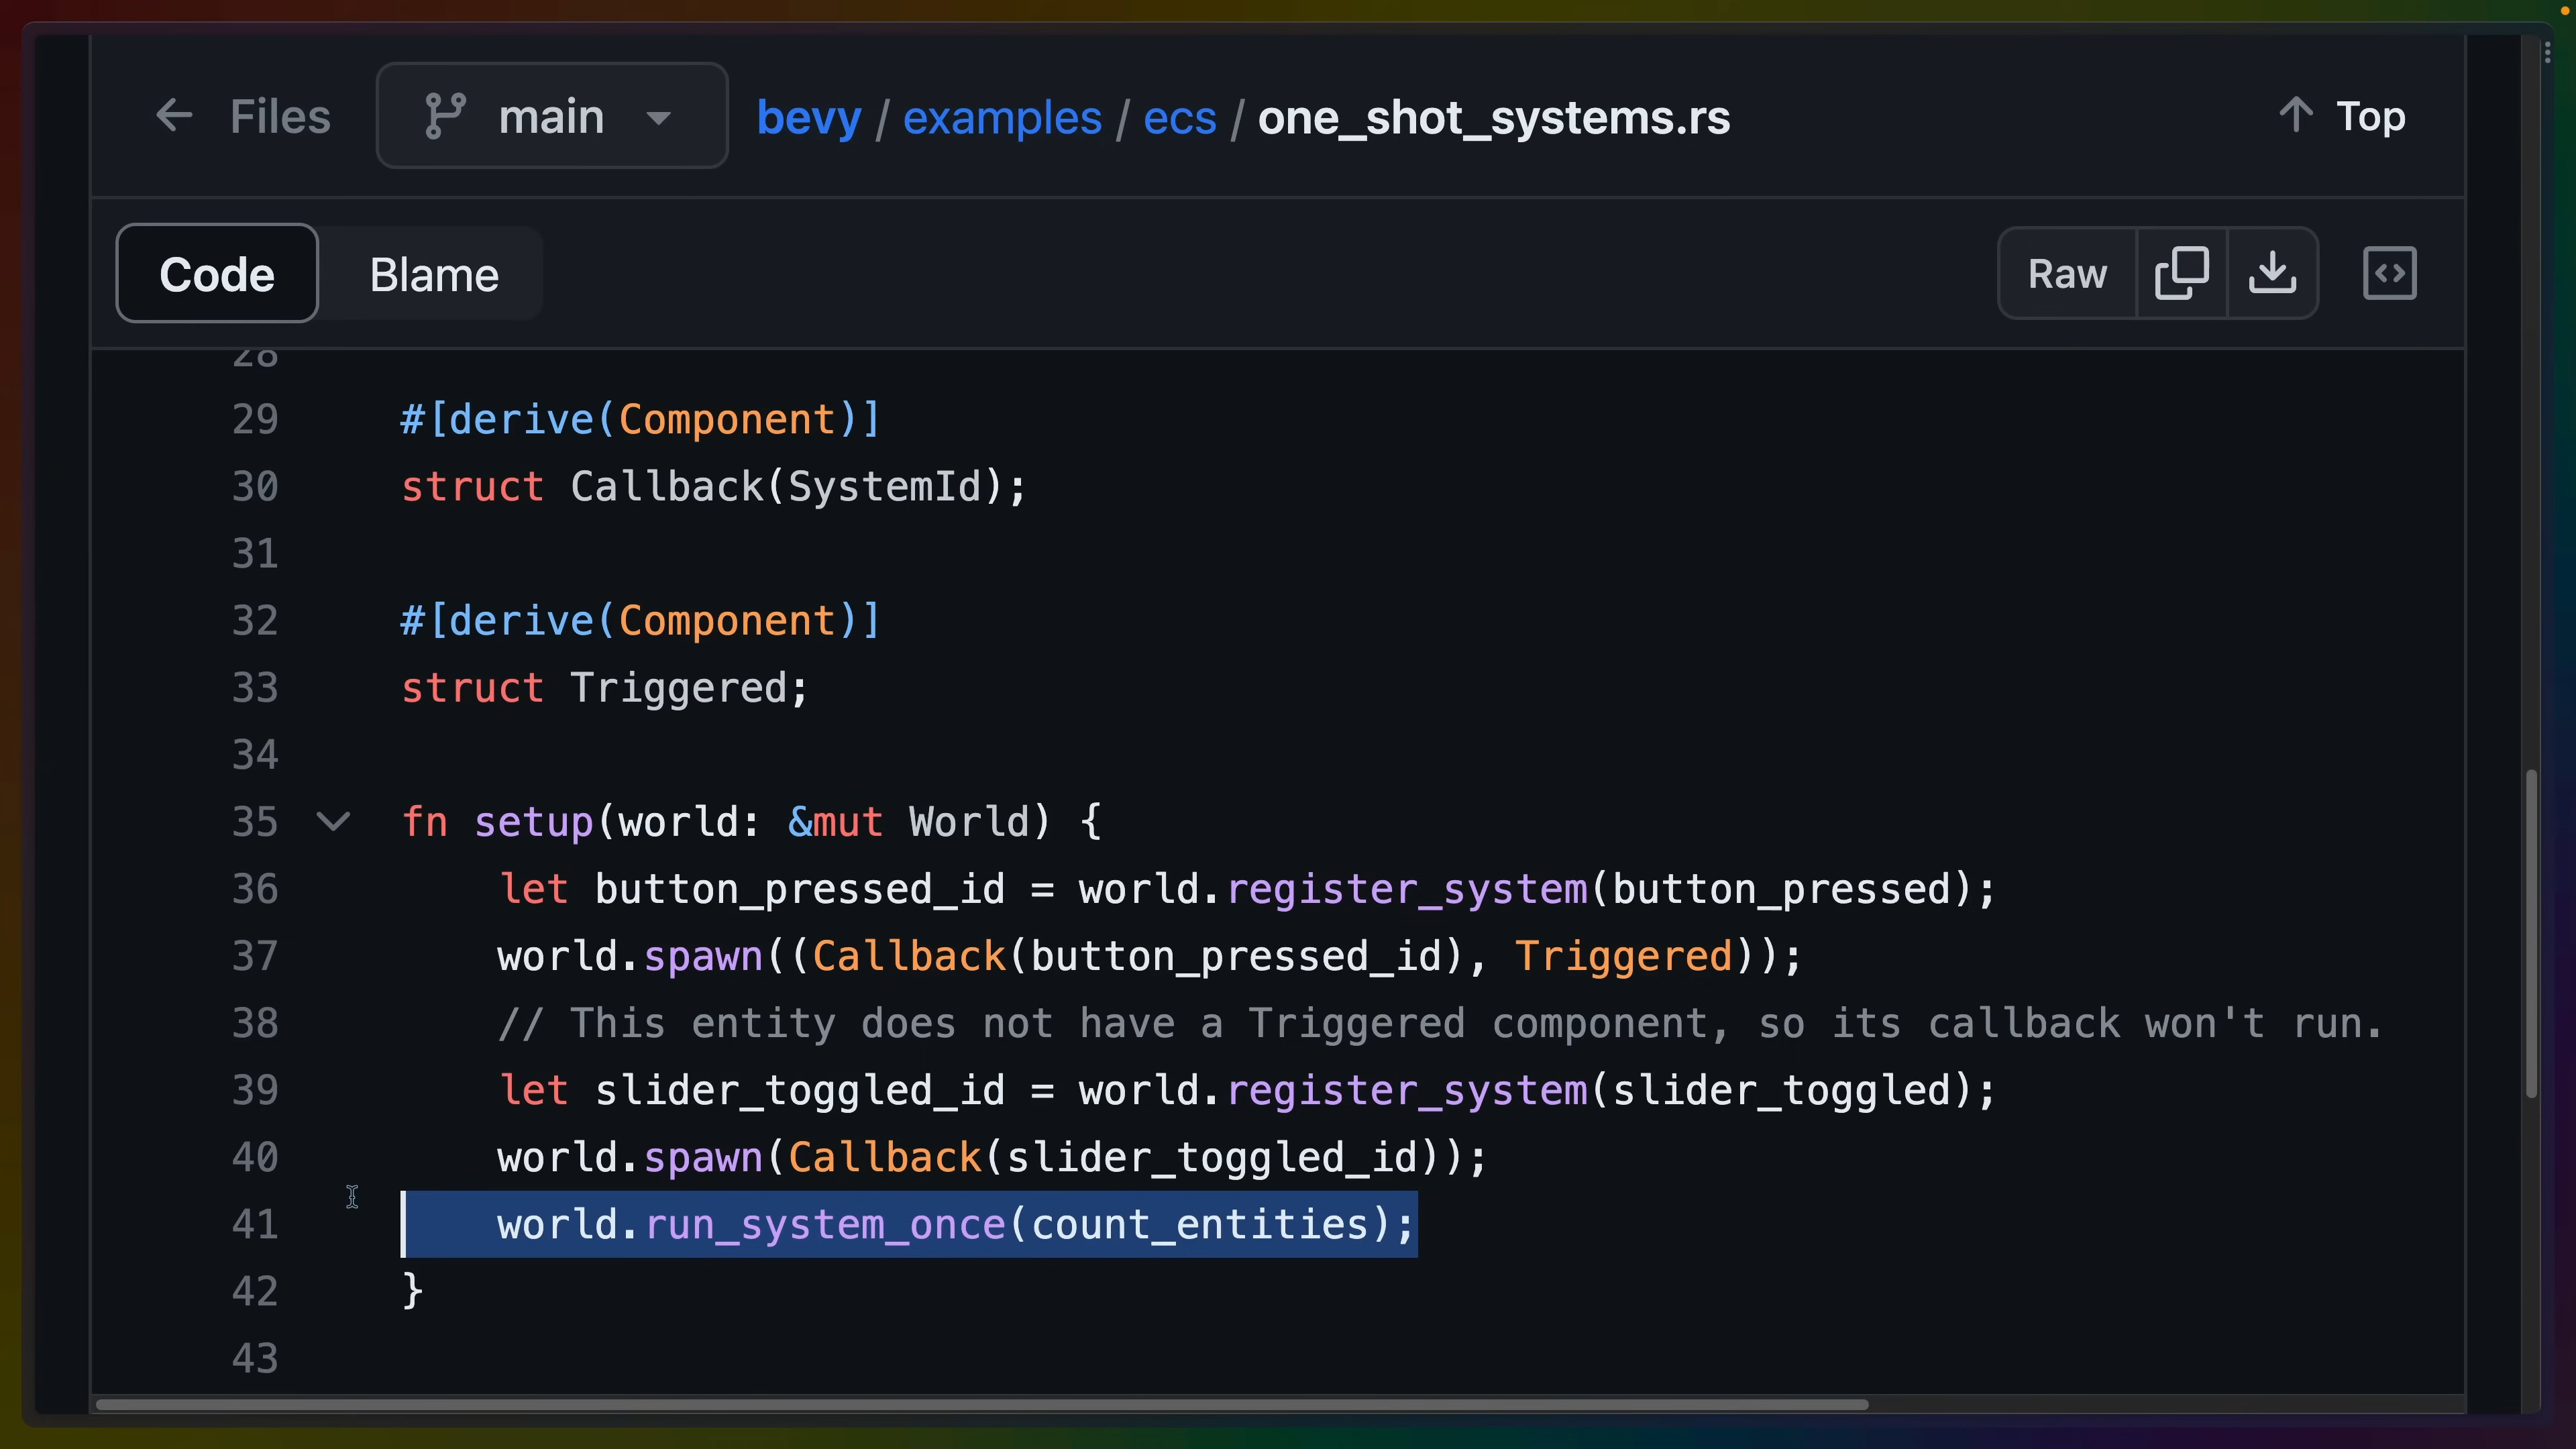 Files main bevy / examples / ecs / one_shot_systems.rs Top
Code Blame Raw
28
29 #[derive(Component)]
30 struct Callback(SystemId);
31
32 #[derive(Component)]
33 struct Triggered;
34
35 fn setup(world: &mut World) {
36     let button_pressed_id = world.register_system(button_pressed);
37     world.spawn((Callback(button_pressed_id), Triggered));
38     // This entity does not have a Triggered component, so its callback won't run.
39     let slider_toggled_id = world.register_system(slider_toggled);
40     world.spawn(Callback(slider_toggled_id));
41     world.run_system_once(count_entities);
42 }
43